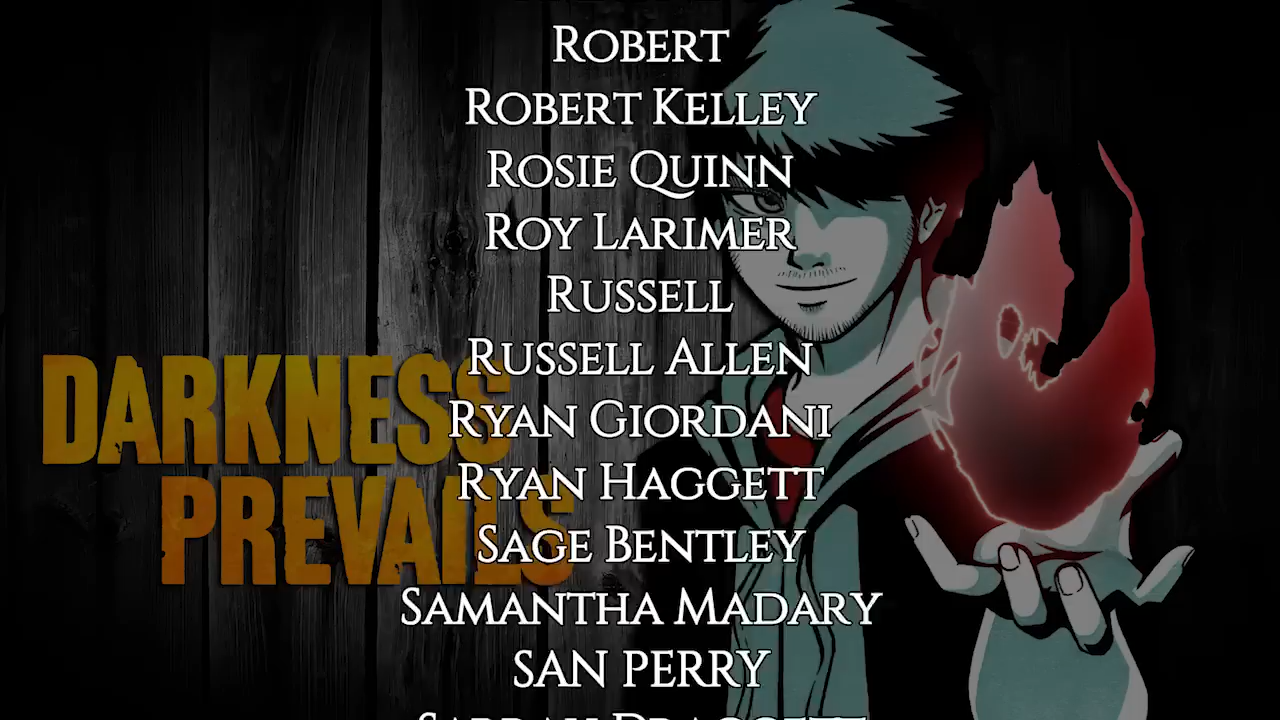 Robert
Robert Kelley
Rosie Quinn
Roy Larimer
Russell
Russell Allen
Ryan Giordani
Ryan Haggett
Sage Bentley
Samantha Madary
SAN PERRY
DARKNESS
PREVAILS